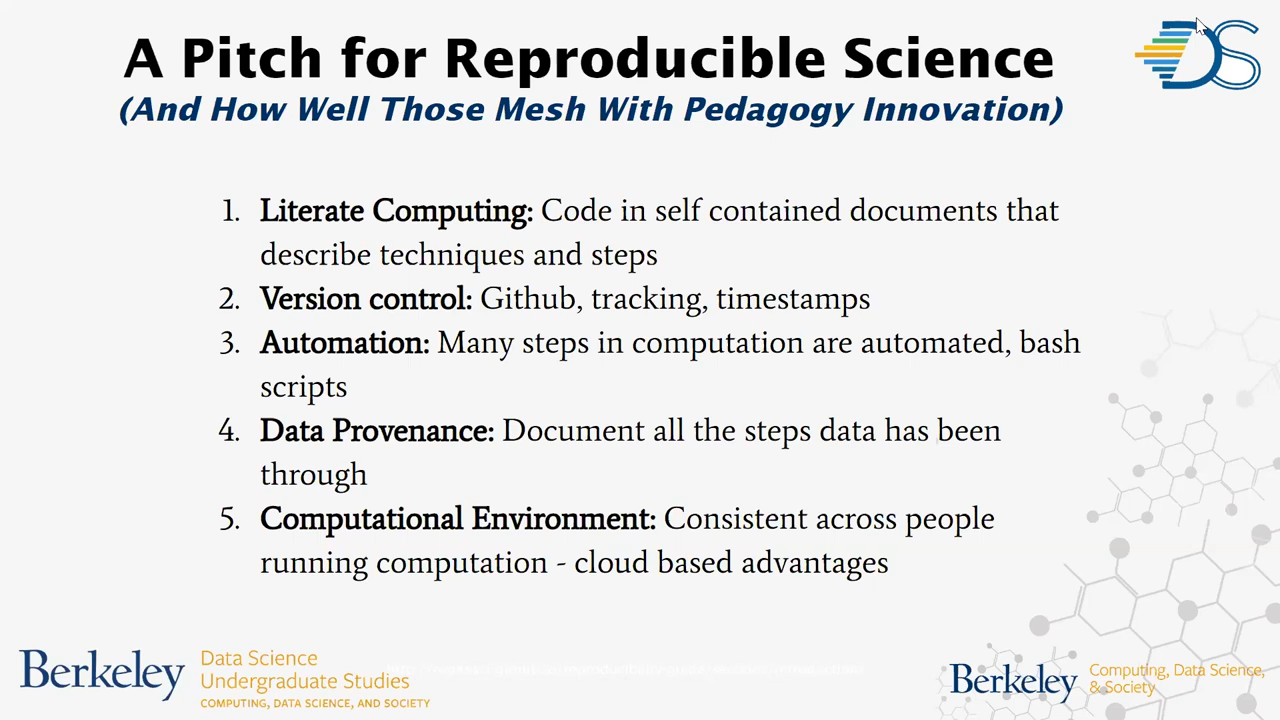 A Pitch for Reproducible Science
(And How Well Those Mesh With Pedagogy Innovation)
DS
1. Literate Computing: Code in self contained documents that
describe techniques and steps
2. Version control: Github, tracking, timestamps
3. Automation: Many steps in computation are automated, bash
scripts
4. Data Provenance: Document all the steps data has been
through
5. Computational Environment: Consistent across people
running computation - cloud based advantages
Berkeley
Data Science
Undergraduate Studies
COMPUTING, DATA SCIENCE, AND SOCIETY
Berkeley
Computing, Data Science,
& Society